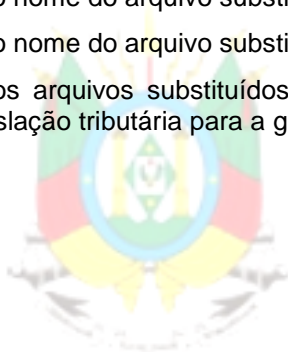 o nome do arquivo substi
o nome do arquivo substi
os arquivos substituídos
slação tributária para a g